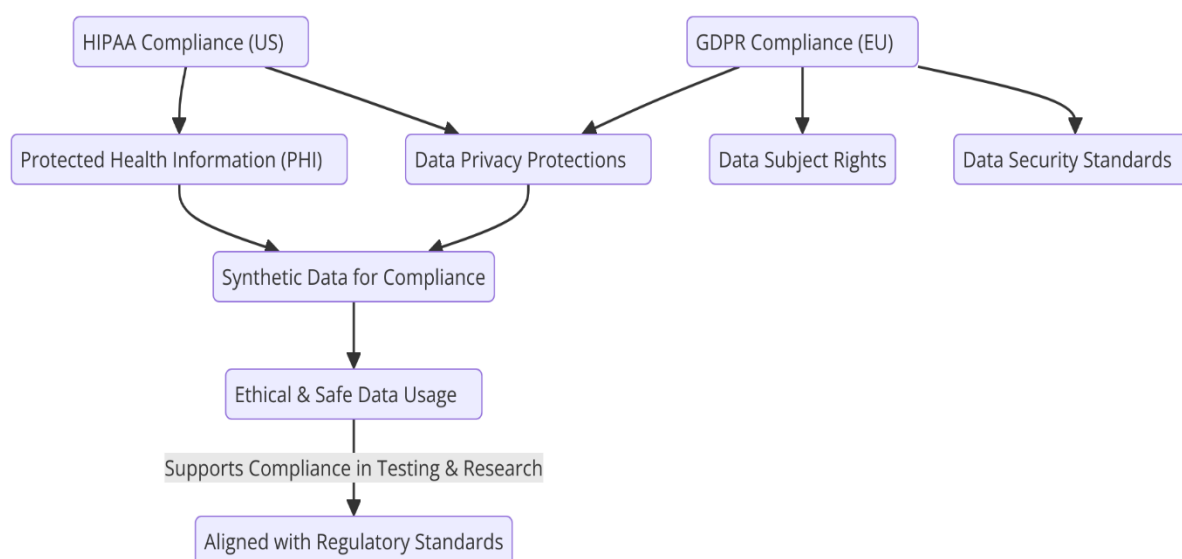 HIPAA Compliance (US)
GDPR Compliance (EU)
Protected Health Information (PHI)
Data Privacy Protections
Data Subject Rights
Data Security Standards
Synthetic Data for Compliance
Ethical & Safe Data Usage
Supports Compliance in Testing & Research
Aligned with Regulatory Standards